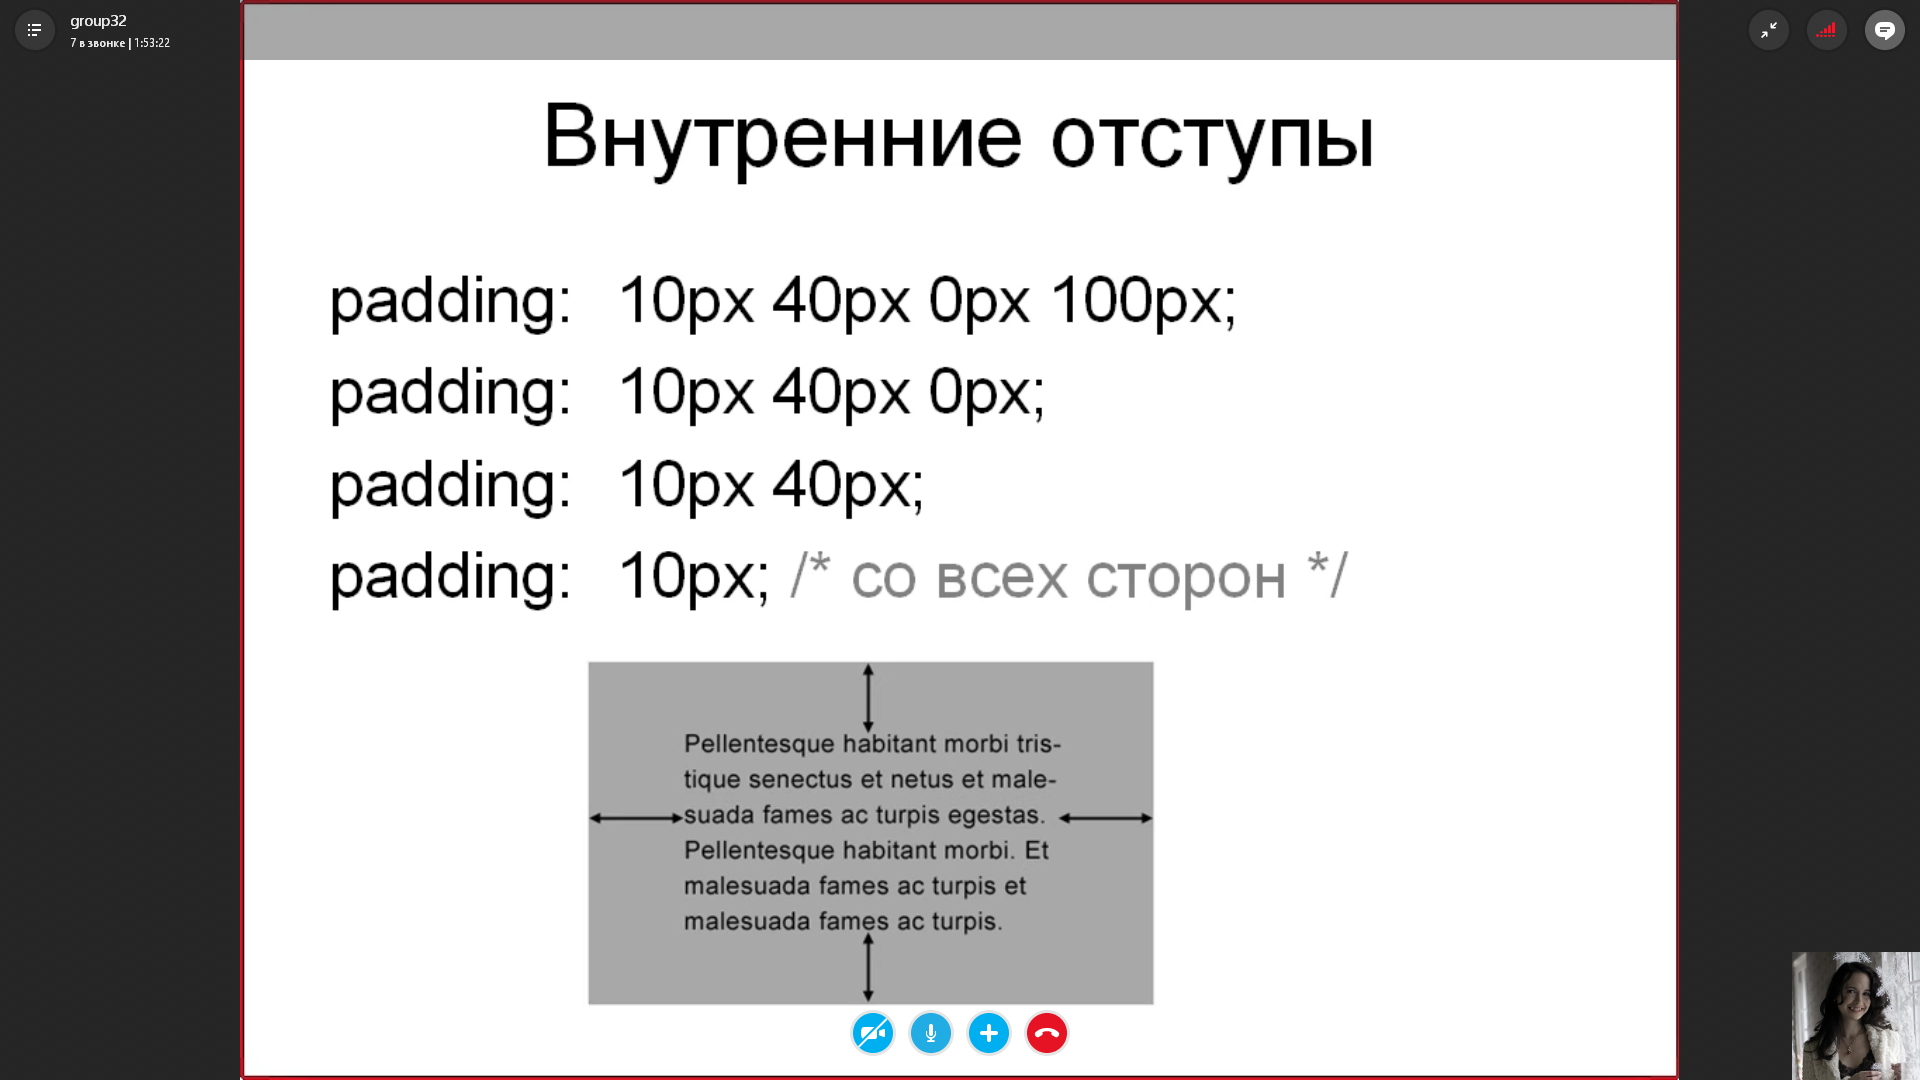 group32
7 в звонке | 1:53:22
Внутренние отступы
padding: 10px 40px 0px 100px;
padding: 10px 40px 0px;
padding: 10px 40px;
padding: 10px; /* со всех сторон */
Pellentesque habitant morbi tris-
tique senectus et netus et male-
suada fames ac turpis egestas.
Pellentesque habitant morbi. Et
malesuada fames ac turpis et
malesuada fames ac turpis.